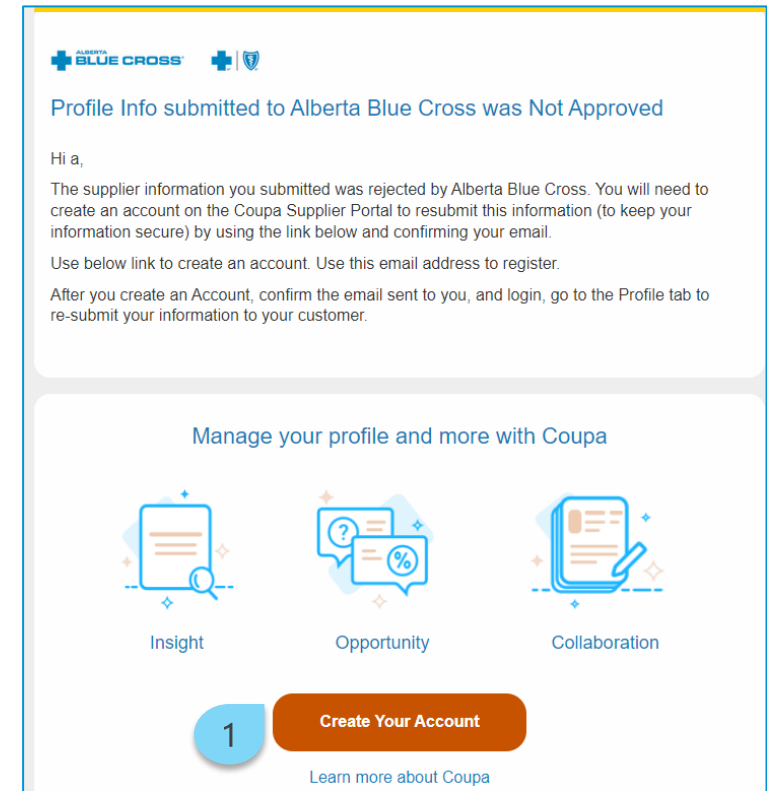 ALBERTA
BLUE CROSS®
Profile Info submitted to Alberta Blue Cross was Not Approved
Hi a,
The supplier information you submitted was rejected by Alberta Blue Cross. You will need to
create an account on the Coupa Supplier Portal to resubmit this information (to keep your
information secure) by using the link below and confirming your email.
Use below link to create an account. Use this email address to register.
After you create an Account, confirm the email sent to you, and login, go to the Profile tab to
re-submit your information to your customer.
Manage your profile and more with Coupa
?
%
Insight
Opportunity
Collaboration
1
Create Your Account
Learn more about Coupa